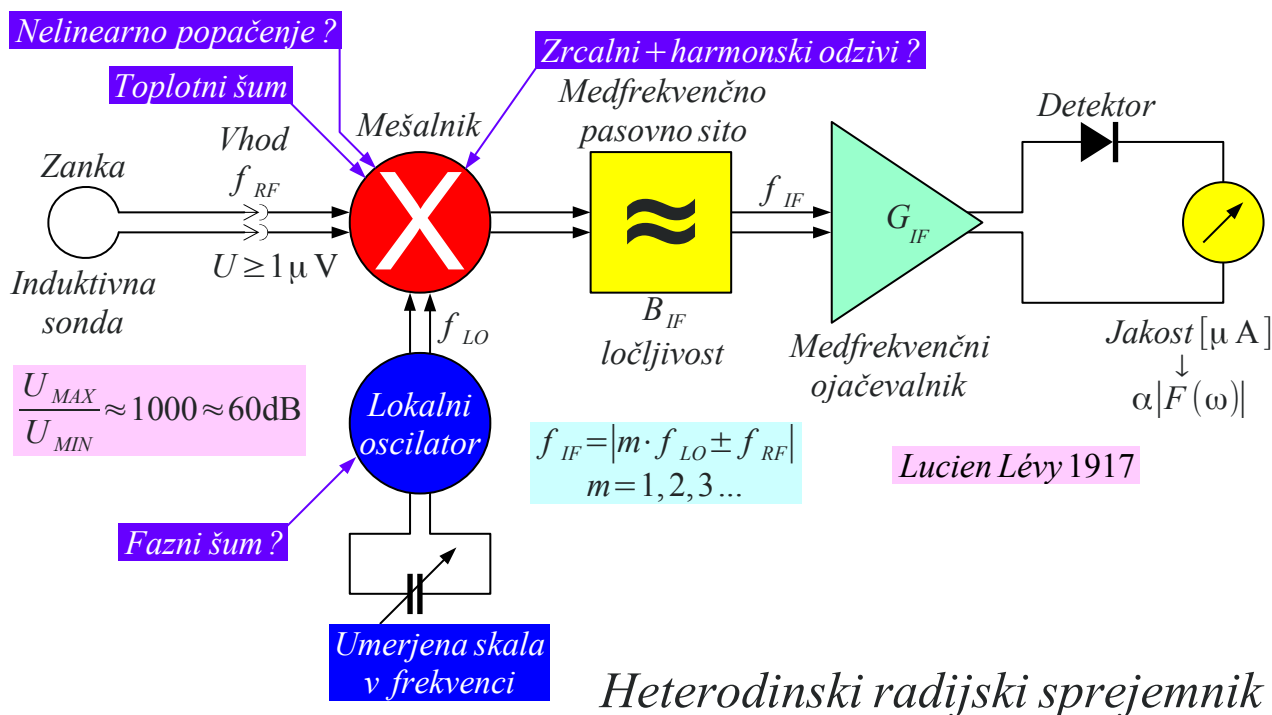 Nelinearno popačenje ?
Toplotni šum
Zrcalni + harmonski odzivi ?
Zanka
Induktivna
sonda
Vhod
f_RF
U ≥ 1 μV
Mešalnik
X
Medfrekvenčno
pasovno sito
≈
B_IF
ločljivost
f_IF
G_IF
Medfrekvenčni
ojačevalnik
Detektor
Jakost [μA]
↓
α|F(ω)|
f_LO
Lokalni
oscilator
U_MAX / U_MIN ≈ 1000 ≈ 60dB
f_IF = |m · f_LO ± f_RF|
m = 1, 2, 3 ...
Lucien Lévy 1917
Fazni šum ?
Umerjena skala
v frekvenci
Heterodinski radijski sprejemnik